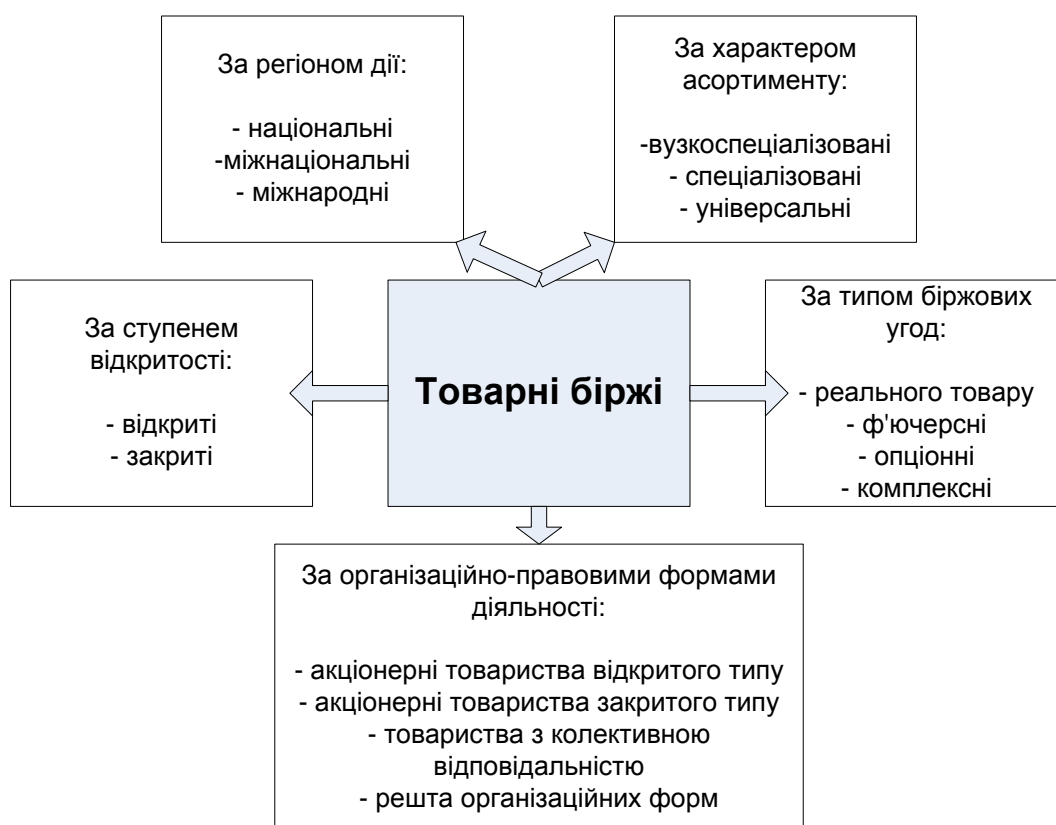 За регіоном дії:
- національні
-міжнаціональні
- міжнародні
За характером
асортименту:
-вузкоспеціалізовані
- спеціалізовані
- універсальні
За ступенем
відкритості:
- відкриті
- закриті
Товарні біржі
За типом біржових
угод:
- реального товару
- ф'ючерсні
- опціонні
- комплексні
За організаційно-правовими формами
діяльності:
- акціонерні товариства відкритого типу
- акціонерні товариства закритого типу
- товариства з колективною
відповідальністю
- решта організаційних форм